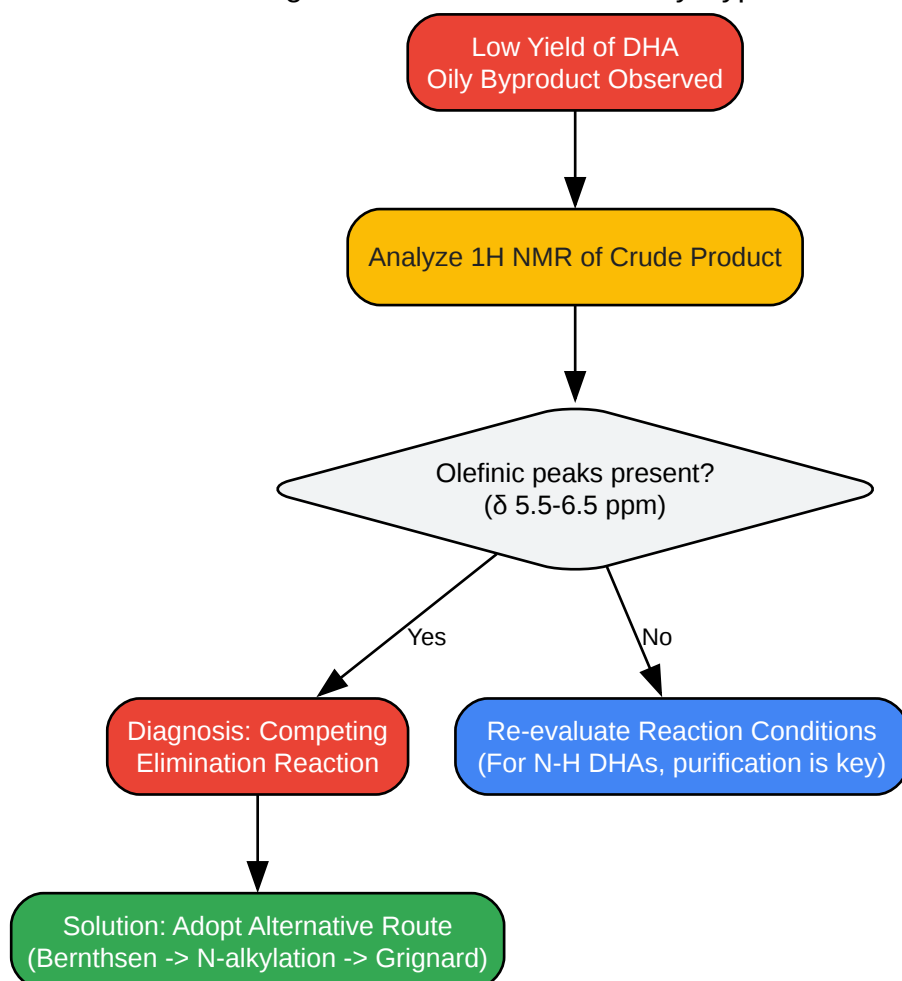 Low Yield of DHA
Oily Byproduct Observed
Analyze 1H NMR of Crude Product
Olefinic peaks present?
(δ 5.5-6.5 ppm)
Yes
No
Diagnosis: Competing
Elimination Reaction
Re-evaluate Reaction Conditions
(For N-H DHAs, purification is key)
Solution: Adopt Alternative Route
(Bernthsen -> N-alkylation -> Grignard)